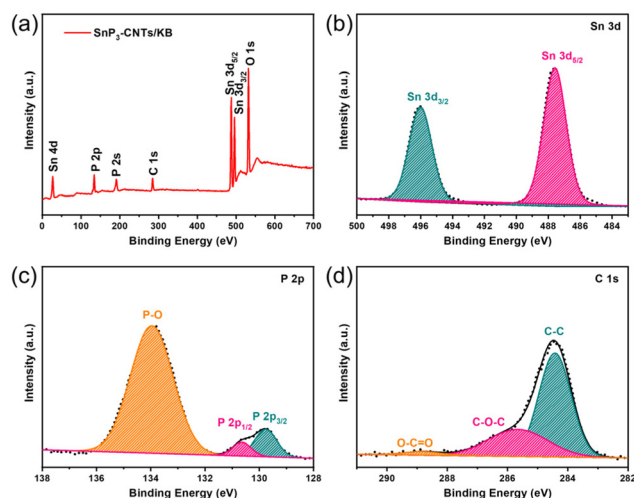 (a)
SnP₃-CNTs/KB
Sn 4d
P 2p
P 2s
C 1s
Sn 3d₅/₂
Sn 3d₃/₂
O 1s
Intensity (a.u.)
0 100 200 300 400 500 600 700
Binding Energy (eV)
(b)
Sn 3d
Sn 3d₃/₂
Sn 3d₅/₂
Intensity (a.u.)
500 498 496 494 492 490 488 486 484
Binding Energy (eV)
(c)
P 2p
P-O
P 2p₁/₂
P 2p₃/₂
Intensity (a.u.)
138 136 134 132 130 128
Binding Energy (eV)
(d)
C 1s
C-C
C-O-C
O-C=O
Intensity (a.u.)
290 288 286 284 282
Binding Energy (eV)